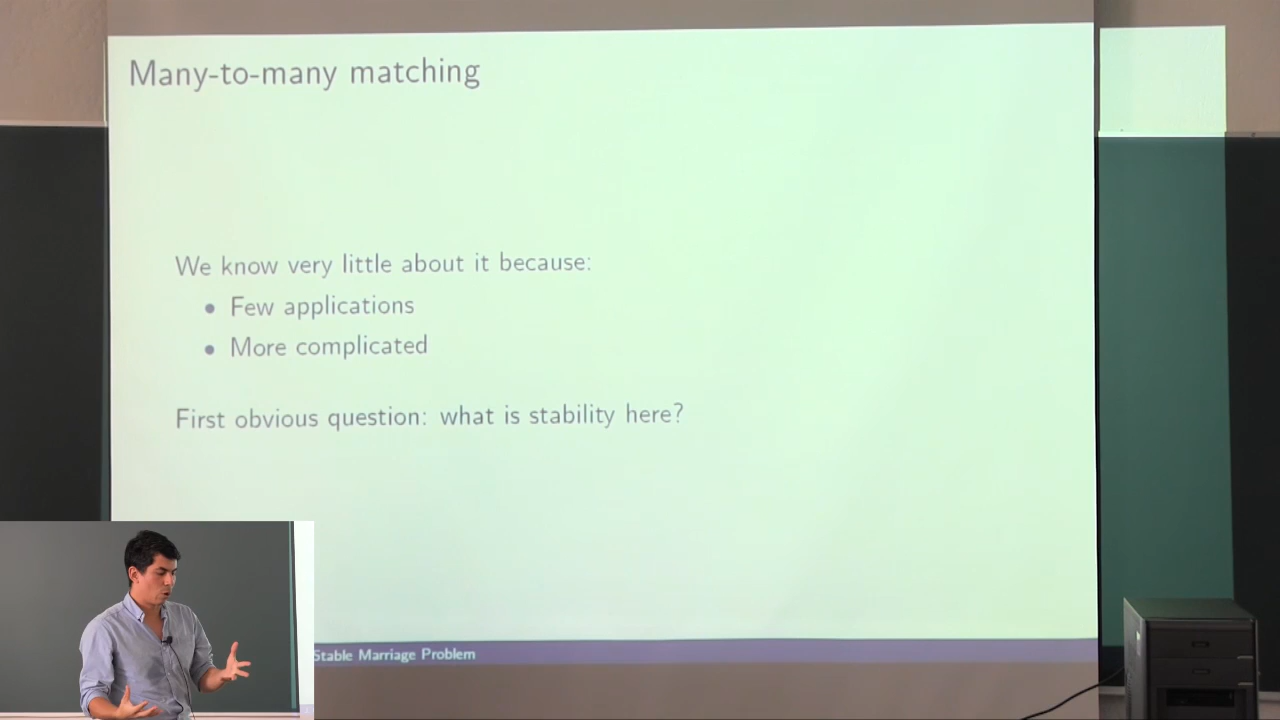 Many-to-many matching
We know very little about it because:
• Few applications
• More complicated
First obvious question: what is stability here?
Stable Marriage Problem